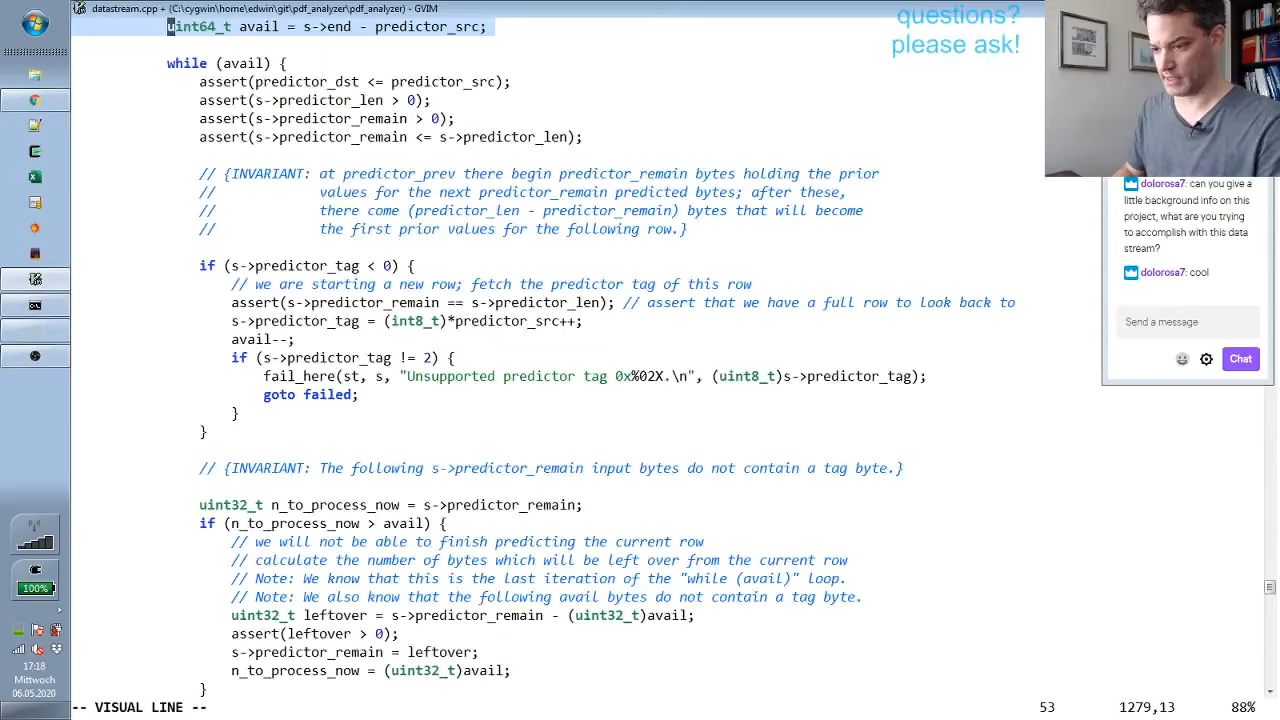 datastream.cpp + (C:\cygwin\home\edwin\git\pdf_analyzer\pdf_analyzer) - GVIM
uint64_t avail = s->end - predictor_src;
while (avail) {
assert(predictor_dst <= predictor_src);
assert(s->predictor_len > 0);
assert(s->predictor_remain > 0);
assert(s->predictor_remain <= s->predictor_len);
// {INVARIANT: at predictor_prev there begin predictor_remain bytes holding the prior
// values for the next predictor_remain predicted bytes; after these,
// there come (predictor_len - predictor_remain) bytes that will become
// the first prior values for the following row.}
if (s->predictor_tag < 0) {
// we are starting a new row; fetch the predictor tag of this row
assert(s->predictor_remain == s->predictor_len); // assert that we have a full row to look back to
s->predictor_tag = (int8_t)*predictor_src++;
avail--;
if (s->predictor_tag != 2) {
fail_here(st, s, "Unsupported predictor tag 0x%02X.\n", (uint8_t)s->predictor_tag);
goto failed;
}
}
// {INVARIANT: The following s->predictor_remain input bytes do not contain a tag byte.}
uint32_t n_to_process_now = s->predictor_remain;
if (n_to_process_now > avail) {
// we will not be able to finish predicting the current row
// calculate the number of bytes which will be left over from the current row
// Note: We know that this is the last iteration of the "while (avail)" loop.
// Note: We also know that the following avail bytes do not contain a tag byte.
uint32_t leftover = s->predictor_remain - (uint32_t)avail;
assert(leftover > 0);
s->predictor_remain = leftover;
n_to_process_now = (uint32_t)avail;
}
-- VISUAL LINE -- 53 1279,13 88%
questions?
please ask!
dolorosa7: can you give a
little background info on this
project, what are you trying
to accomplish with this data
stream?
dolorosa7: cool
Send a message
Chat
100%
17:18
Mittwoch
06.05.2020